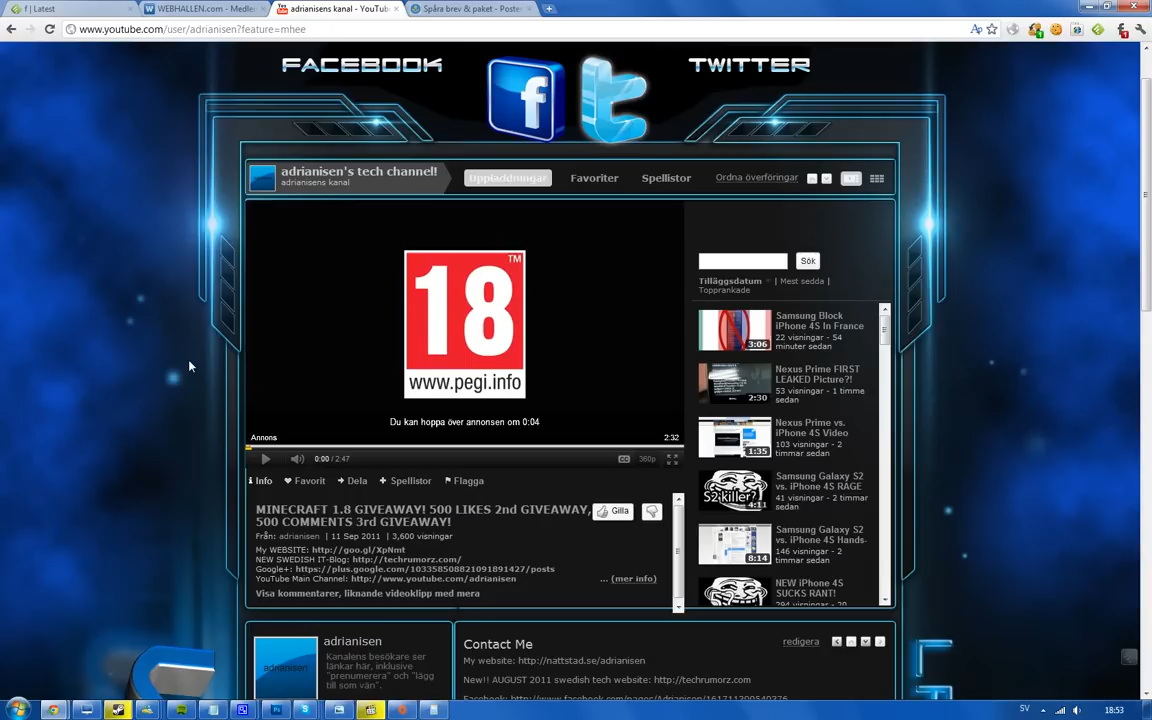 f | Latest
WEBHALLEN.com - Medle
adrianisens kanal - YouTub
Spåra brev & paket - Poste
www.youtube.com/user/adrianisen?feature=mhee
FACEBOOK
TWITTER
adrianisen's tech channel!
adrianisens kanal
Uppladdningar
Favoriter
Spellistor
Ordna överföringar
18
TM
www.pegi.info
Du kan hoppa över annonsen om 0:04
Annons
2:32
0:00 / 2:47
CC
360p
Sök
Tilläggsdatum | Mest sedda |
Topprankade
Samsung Block
iPhone 4S In France
22 visningar - 54
minuter sedan
3:06
Nexus Prime FIRST
LEAKED Picture?!
53 visningar - 1 timme
sedan
2:30
Nexus Prime vs.
iPhone 4S Video
103 visningar - 2
timmar sedan
1:35
Samsung Galaxy S2
vs. iPhone 4S RAGE
41 visningar - 2 timmar
sedan
S2 killer?
4:11
Samsung Galaxy S2
vs. iPhone 4S Hands-
146 visningar - 2
timmar sedan
8:14
NEW iPhone 4S
SUCKS RANT!
Info
Favorit
Dela
Spellistor
Flagga
MINECRAFT 1.8 GIVEAWAY! 500 LIKES 2nd GIVEAWAY,
500 COMMENTS 3rd GIVEAWAY!
Gilla
Från: adrianisen | 11 Sep 2011 | 3,600 visningar
My WEBSITE: http://goo.gl/XpNmt
NEW SWEDISH IT-Blog: http://techrumorz.com/
Google+: https://plus.google.com/103358508821091891427/posts
YouTube Main Channel: http://www.youtube.com/adrianisen
... (mer info)
Visa kommentarer, liknande videoklipp med mera
adrianisen
adrianisen
Kanalens besökare ser
länkar här, inklusive
"prenumerera" och "lägg
till som vän".
Contact Me
redigera
My website: http://nattstad.se/adrianisen
New!! AUGUST 2011 swedish tech website: http://techrumorz.com
SV
18:53